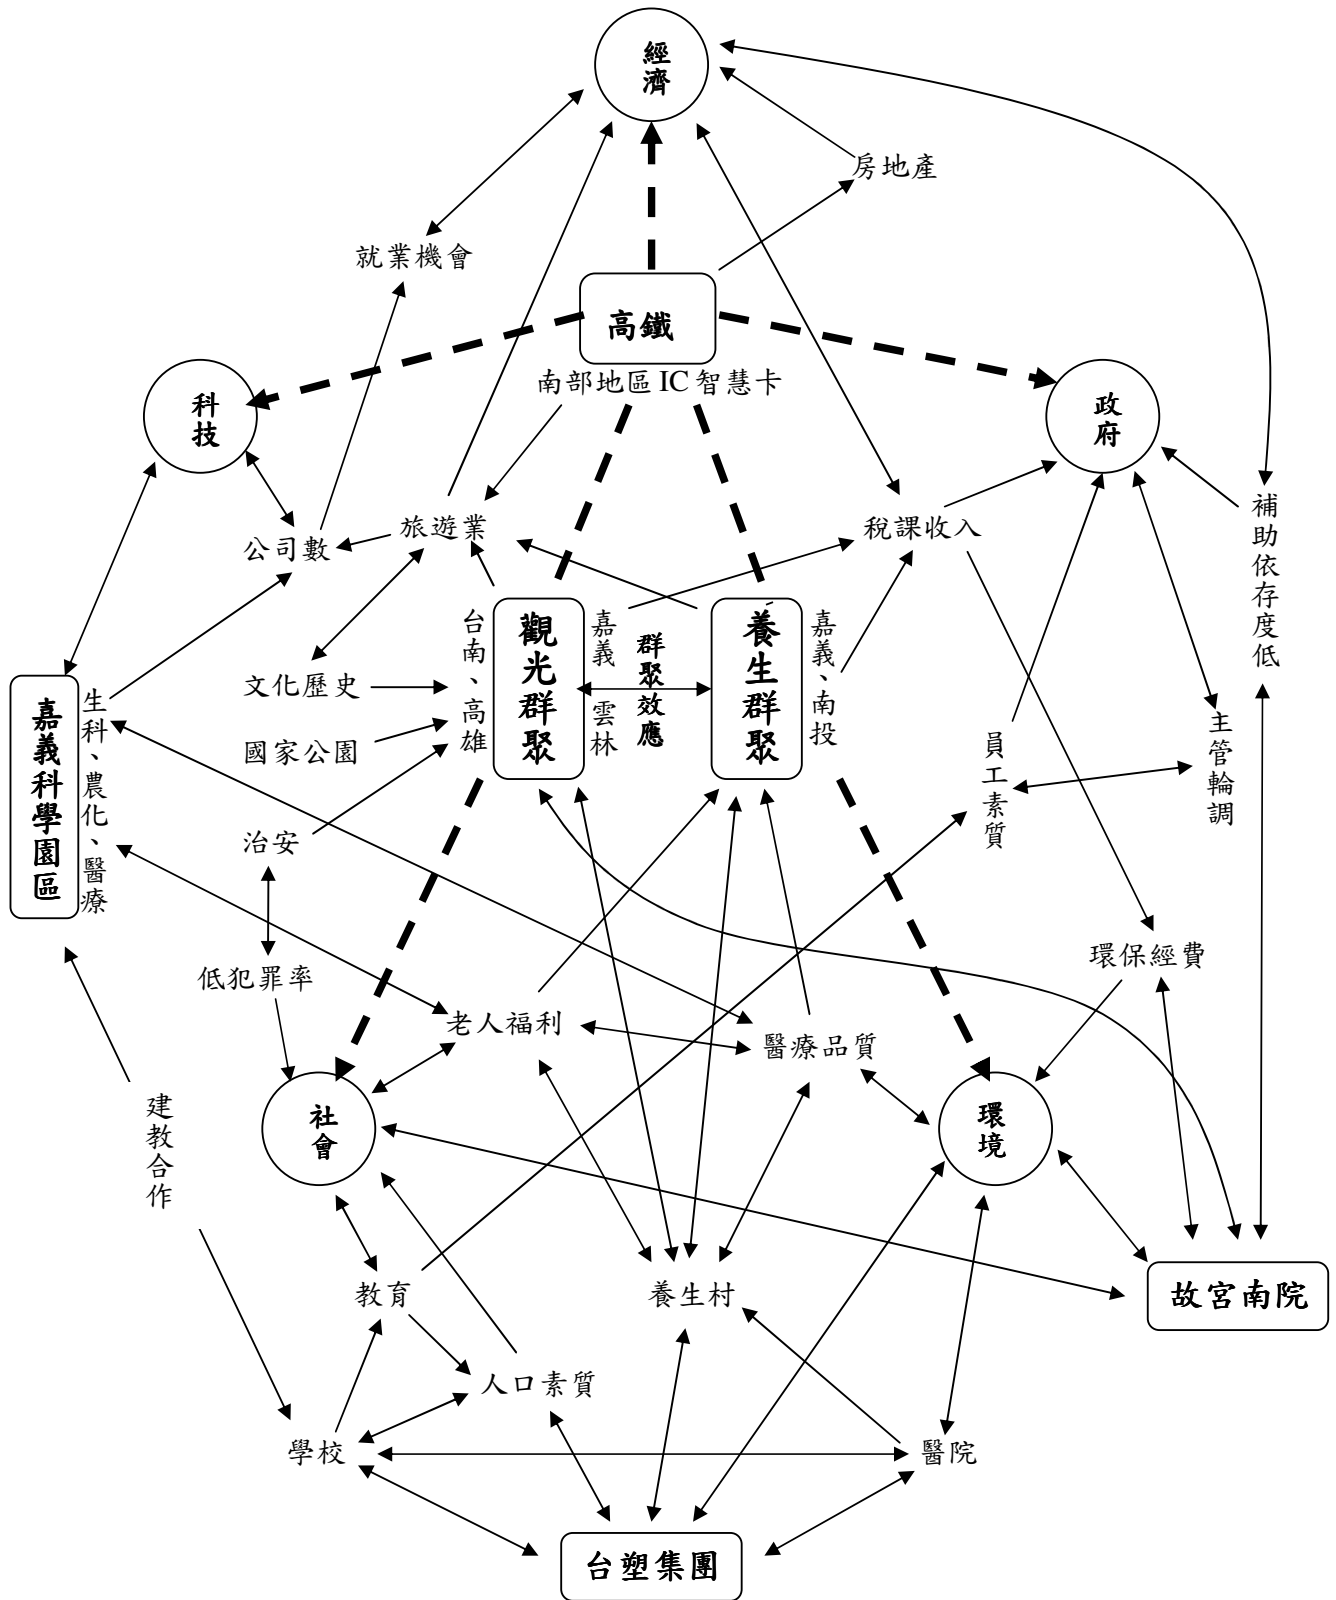 經濟
房地產
就業機會
高鐵
南部地區 IC 智慧卡
科技
政府
補助依存度低
旅遊業
稅課收入
公司數
台南、高雄
觀光群聚
嘉義 雲林
群聚效應
養生群聚
嘉義、南投
文化歷史
國家公園
嘉義科學園區
生科、農化、醫療
員工素質
主管輪調
治安
低犯罪率
環保經費
老人福利
醫療品質
建教合作
社會
環境
教育
養生村
故宮南院
人口素質
學校
醫院
台塑集團